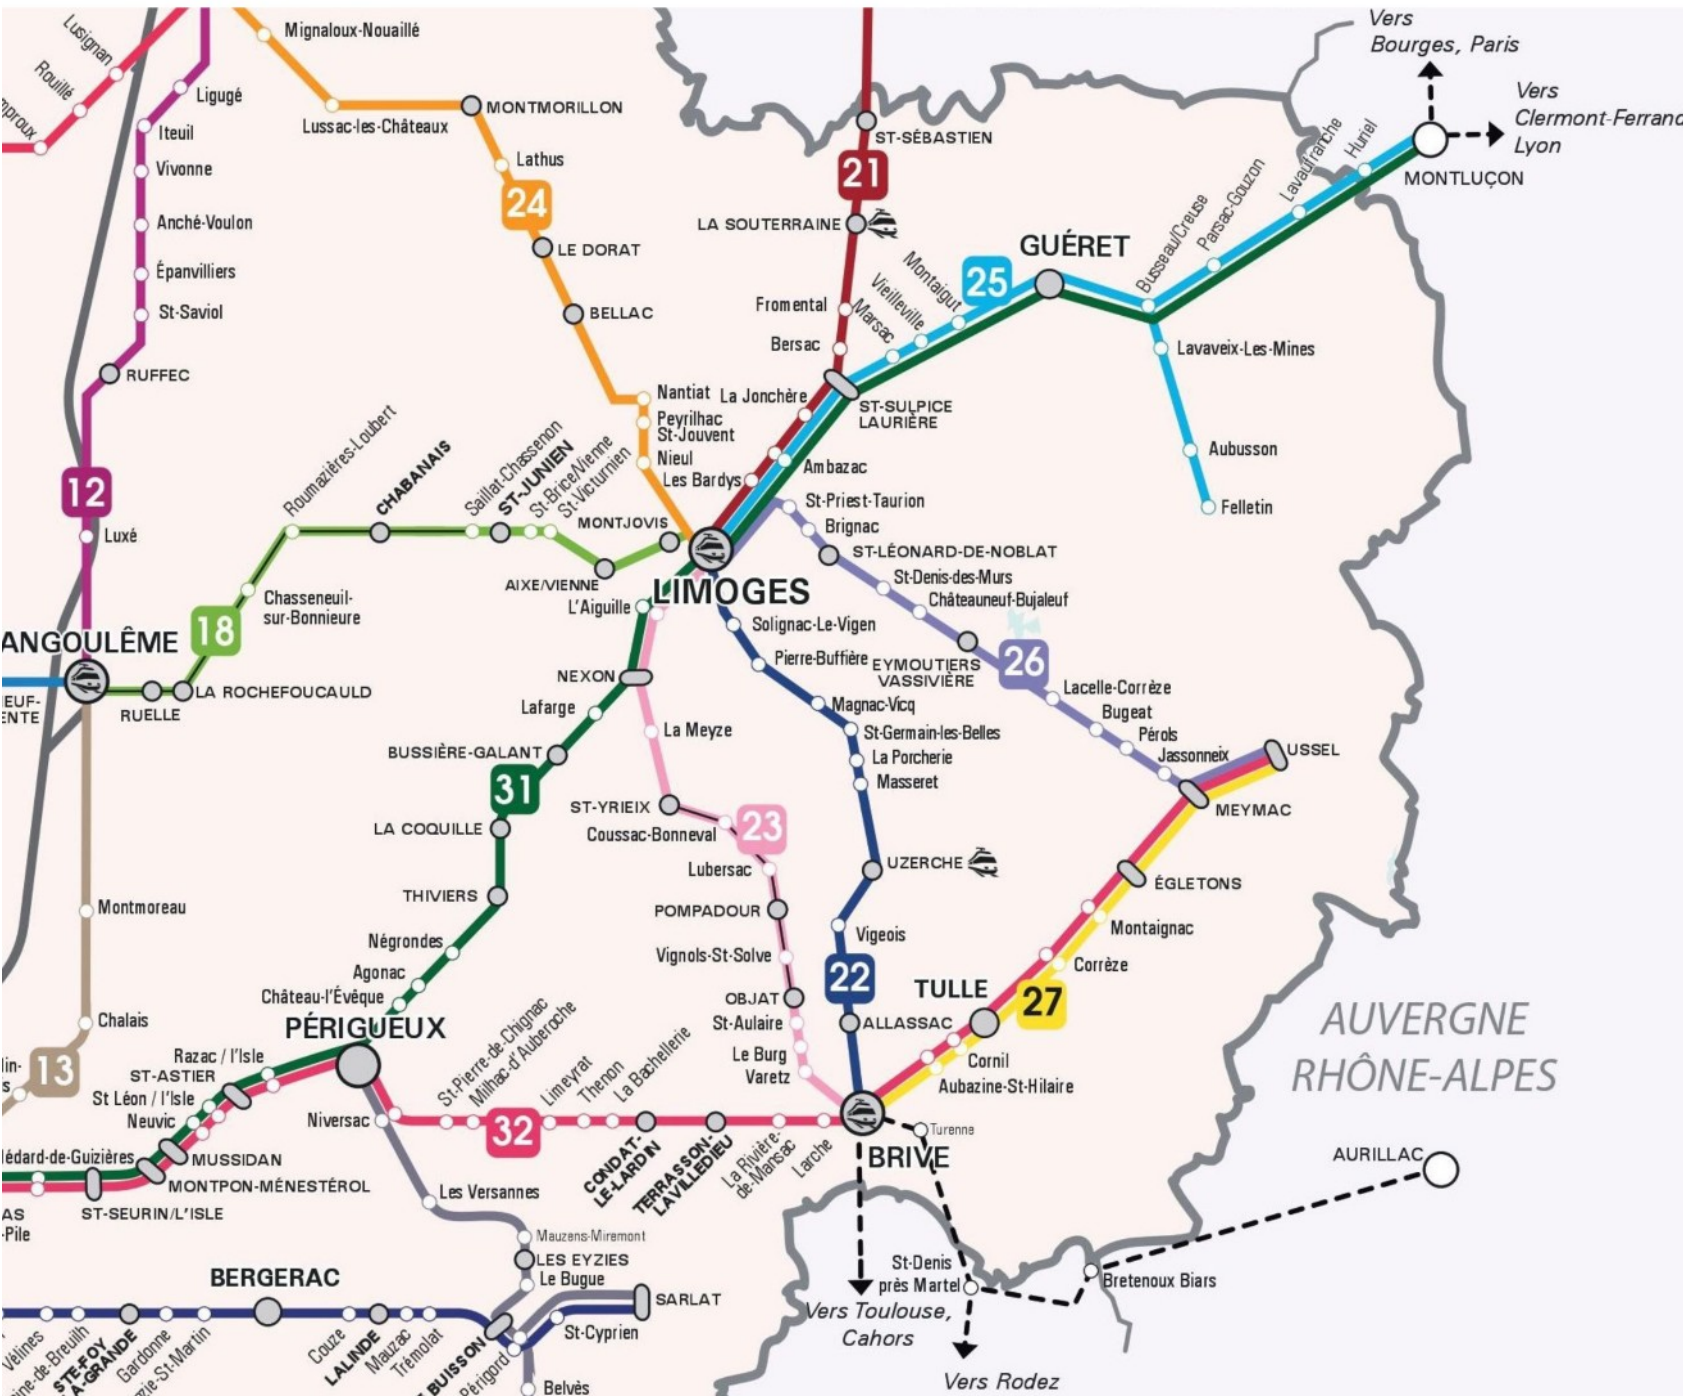 Lusignan
Rouillé
Mignaloux-Nouaillé
Ligugé
Iteuil
Vivonne
Anché-Voulon
Épanvilliers
St-Saviol
RUFFEC
12
Luxé
ANGOULÊME
Lussac-les-Châteaux
MONTMORILLON
Lathus
24
LE DORAT
BELLAC
Nantiat
Peyrilhac
St-Jouvent
Nieul
ST-SÉBASTIEN
21
LA SOUTERRAINE
Fromental
Bersac
La Jonchère
Les Bardys
Vers
Bourges, Paris
Vers
Clermont-Ferrand
Lyon
MONTLUÇON
Huriel
Lavaufranche
Parsac-Gouzon
Busseau/Creuse
GUÉRET
25
Montaigut
Vieilleville
Marsac
ST-SULPICE
LAURIÈRE
Ambazac
Lavaveix-Les-Mines
Aubusson
Felletin
Roumazières-Loubert
CHABANAIS
Saillat-Chassenon
ST-JUNIEN
St-Brice/Vienne
St-Victurnien
MONTJOVIS
AIXE/VIENNE
Chasseneuil-
sur-Bonnieure
18
LA ROCHEFOUCAULD
RUELLE
LIMOGES
L'Aiguille
NEXON
Lafarge
BUSSIÈRE-GALANT
31
LA COQUILLE
THIVIERS
Négrondes
Agonac
Château-l'Évêque
PÉRIGUEUX
St-Priest-Taurion
Brignac
ST-LÉONARD-DE-NOBLAT
St-Denis-des-Murs
Châteauneuf-Bujaleuf
EYMOUTIERS
VASSIVIÈRE
26
Lacelle-Corrèze
Bugeat
Pérols
Jassonneix
USSEL
MEYMAC
Solignac-Le-Vigen
Pierre-Buffière
Magnac-Vicq
St-Germain-les-Belles
La Porcherie
Masseret
UZERCHE
Vigeois
22
ALLASSAC
La Meyze
ST-YRIEIX
Coussac-Bonneval
23
Lubersac
POMPADOUR
Vignols-St-Solve
OBJAT
St-Aulaire
Le Burg
Varetz
ÉGLETONS
Montaignac
Corrèze
TULLE
27
Cornil
Aubazine-St-Hilaire
BRIVE
Turenne
AUVERGNE
RHÔNE-ALPES
AURILLAC
Bretenoux Biars
St-Denis
près Martel
Vers Toulouse,
Cahors
Vers Rodez
Montmoreau
Chalais
13
Razac / l'Isle
ST-ASTIER
St Léon / l'Isle
Neuvic
MUSSIDAN
MONTPON-MÉNESTÉROL
ST-SEURIN/L'ISLE
Niversac
St-Pierre-de-Chignac
Milhac-d'Auberoche
32
Limeyrat
Thenon
La Bachellerie
CONDAT-
LE-LARDIN
TERRASSON-
LAVILLEDIEU
La Rivière-
de-Mansac
Larche
Les Versannes
Mauzens-Miremont
LES EYZIES
Le Bugue
SARLAT
St-Cyprien
BUISSON
Périgord
Belvès
BERGERAC
Vélines
STE-FOY
Gardonne
Couze
LALINDE
Mauzac
Trémolat